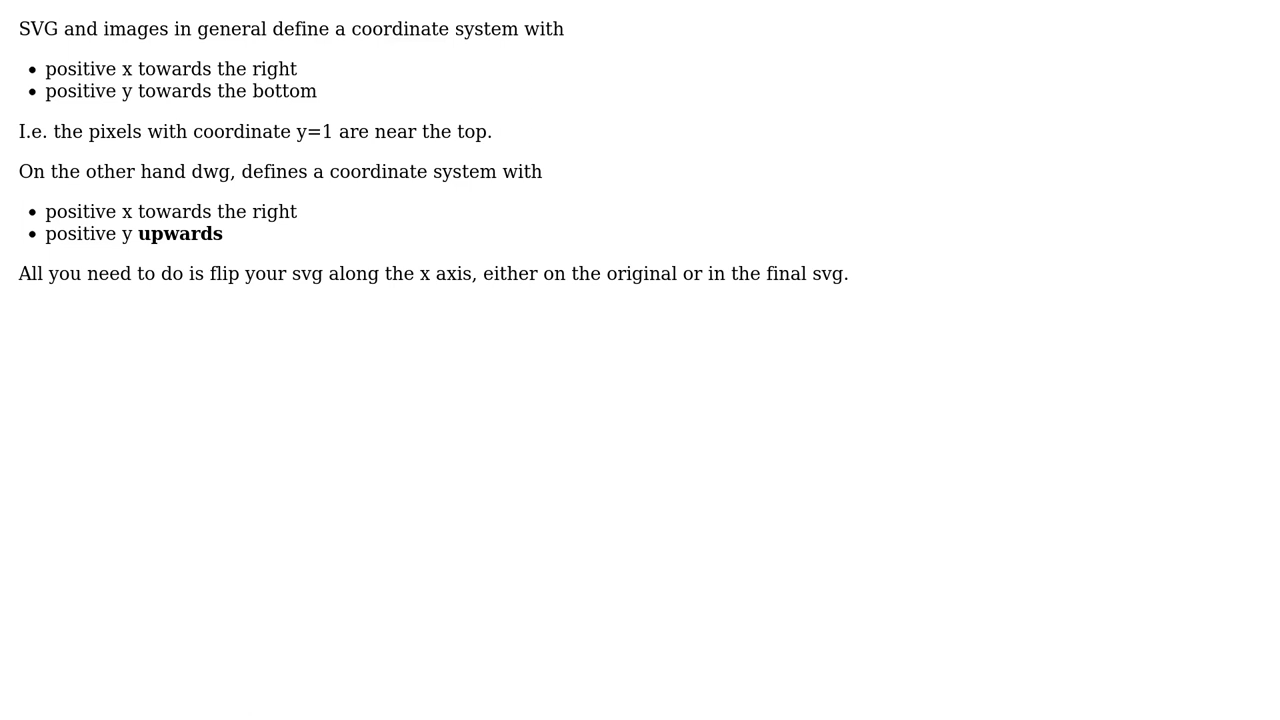 SVG and images in general define a coordinate system with
• positive x towards the right
• positive y towards the bottom
I.e. the pixels with coordinate y=1 are near the top.
On the other hand dwg, defines a coordinate system with
• positive x towards the right
• positive y upwards
All you need to do is flip your svg along the x axis, either on the original or in the final svg.